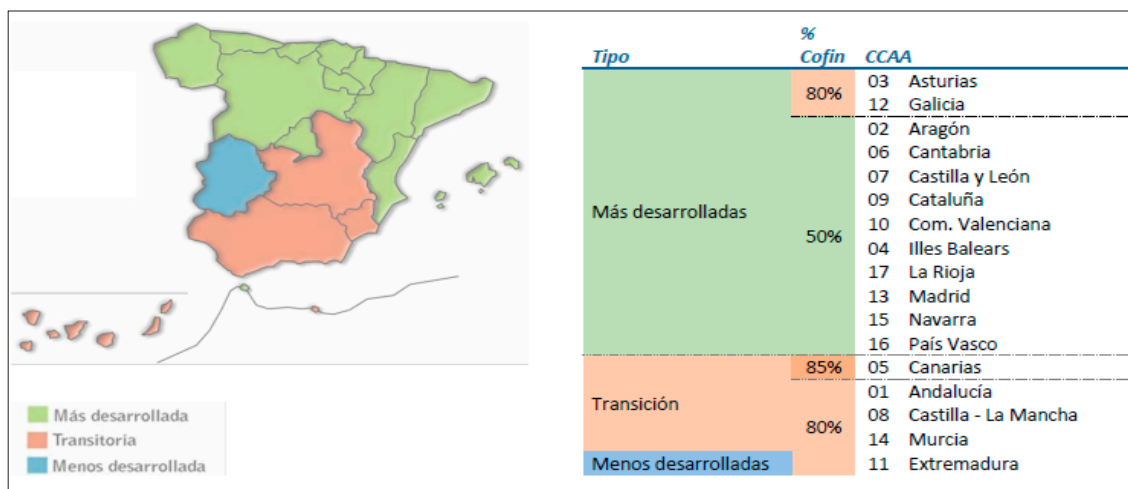 Más desarrollada
Transitoria
Menos desarrollada
Tipo % Cofin CCAA
Más desarrolladas
80%
03 Asturias
12 Galicia
50%
02 Aragón
06 Cantabria
07 Castilla y León
09 Cataluña
10 Com. Valenciana
04 Illes Balears
17 La Rioja
13 Madrid
15 Navarra
16 País Vasco
Transición
85%
05 Canarias
80%
01 Andalucía
08 Castilla - La Mancha
14 Murcia
Menos desarrolladas
11 Extremadura